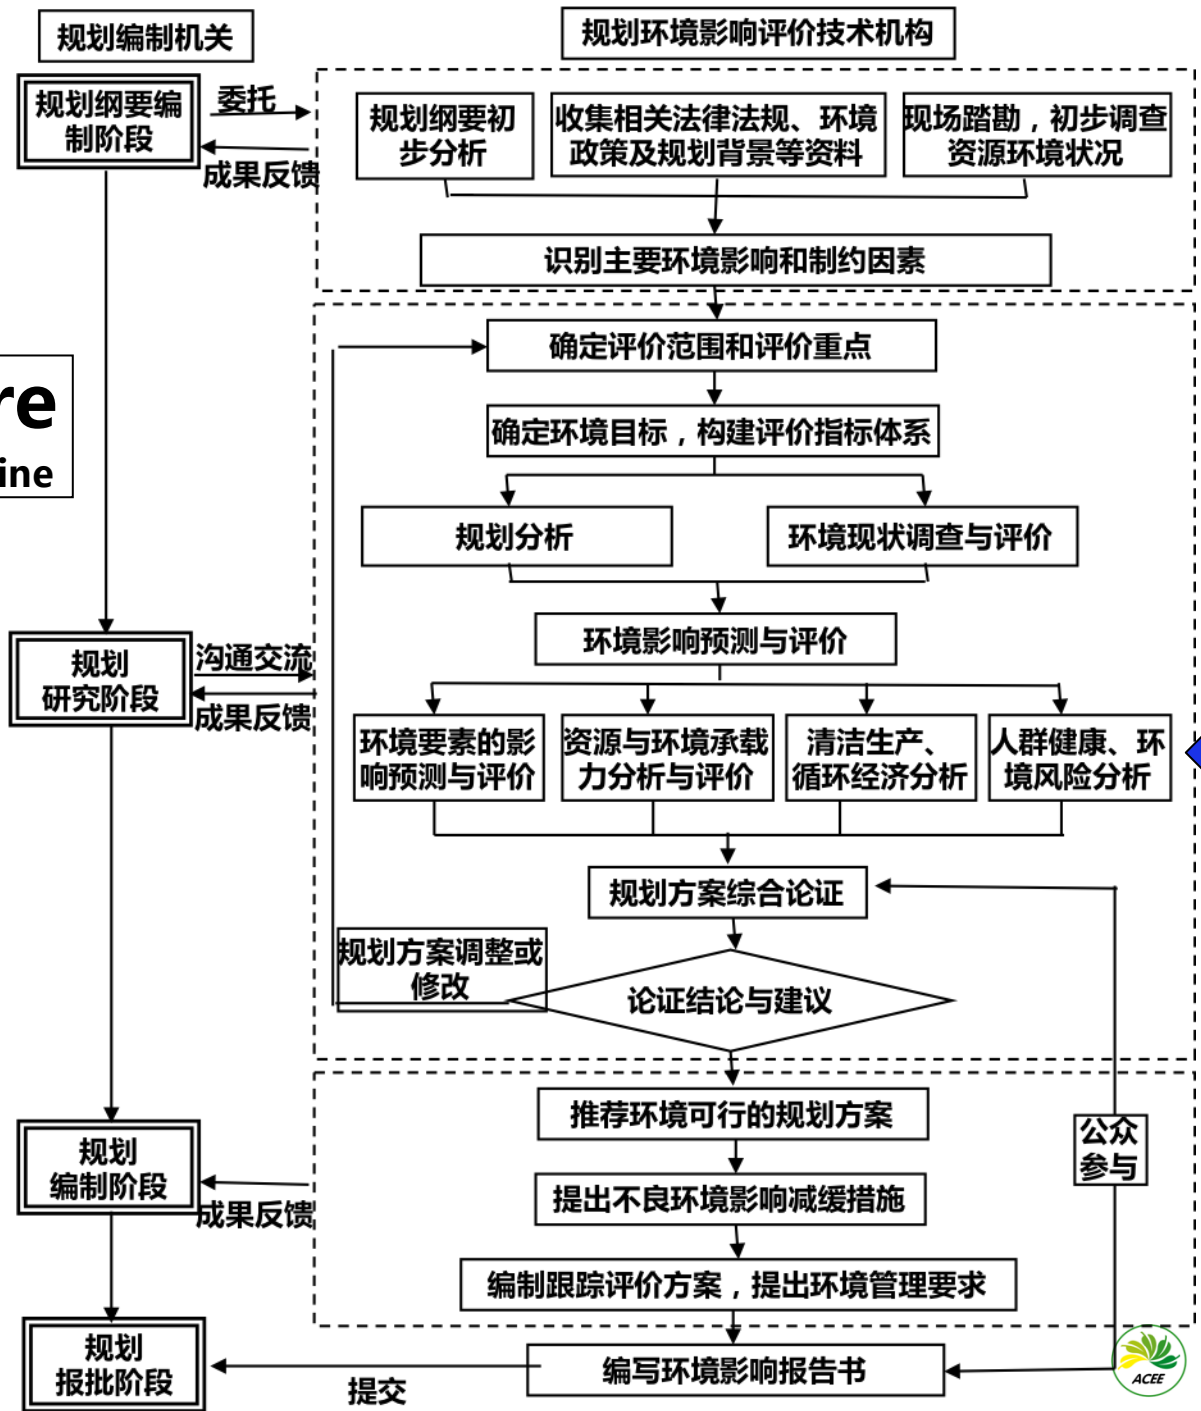 规划编制机关
规划环境影响评价技术机构
规划纲要编
制阶段
委托
成果反馈
规划纲要初
步分析
收集相关法律法规、环境
政策及规划背景等资料
现场踏勘，初步调查
资源环境状况
识别主要环境影响和制约因素
确定评价范围和评价重点
re
ine
确定环境目标，构建评价指标体系
规划分析
环境现状调查与评价
环境影响预测与评价
规划
研究阶段
沟通交流
成果反馈
环境要素的影
响预测与评价
资源与环境承载
力分析与评价
清洁生产、
循环经济分析
人群健康、环
境风险分析
规划方案综合论证
规划方案调整或
修改
论证结论与建议
推荐环境可行的规划方案
公众
参与
规划
编制阶段
成果反馈
提出不良环境影响减缓措施
编制跟踪评价方案，提出环境管理要求
规划
报批阶段
提交
编写环境影响报告书
ACEE